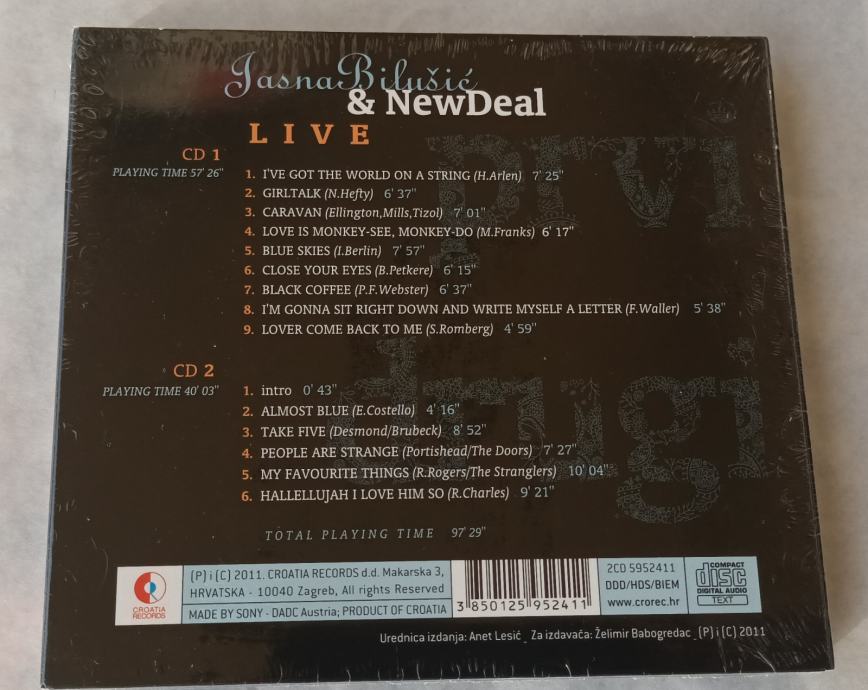 Jasna Bilušić
& NewDeal
LIVE
CD 1
PLAYING TIME 57' 26"
1. I'VE GOT THE WORLD ON A STRING (H.Arlen) 7' 25"
2. GIRLTALK (N.Hefty) 6' 37"
3. CARAVAN (Ellington,Mills,Tizol) 7' 01"
4. LOVE IS MONKEY-SEE, MONKEY-DO (M.Franks) 6' 17"
5. BLUE SKIES (I.Berlin) 7' 57"
6. CLOSE YOUR EYES (B.Petkere) 6' 15"
7. BLACK COFFEE (P.F.Webster) 6' 37"
8. I'M GONNA SIT RIGHT DOWN AND WRITE MYSELF A LETTER (F.Waller) 5' 38"
9. LOVER COME BACK TO ME (S.Romberg) 4' 59"
prvi
CD 2
PLAYING TIME 40' 03"
1. intro 0' 43"
2. ALMOST BLUE (E.Costello) 4' 16"
3. TAKE FIVE (Desmond/Brubeck) 8' 52"
4. PEOPLE ARE STRANGE (Portishead/The Doors) 7' 27"
5. MY FAVOURITE THINGS (R.Rogers/The Stranglers) 10' 04"
6. HALLELLUJAH I LOVE HIM SO (R.Charles) 9' 21"
drugi
TOTAL PLAYING TIME 97' 29"
CROATIA
RECORDS
(P) i (C) 2011. CROATIA RECORDS d.d. Makarska 3,
HRVATSKA - 10040 Zagreb, All rights Reserved
MADE BY SONY - DADC Austria; PRODUCT OF CROATIA
3 850125 952411
2CD 5952411
DDD/HDS/BIEM
www.crorec.hr
COMPACT
disc
DIGITAL AUDIO
TEXT
Urednica izdanja: Anet Lesić_ Za izdavača: Želimir Babogredac_(P) i (C) 2011